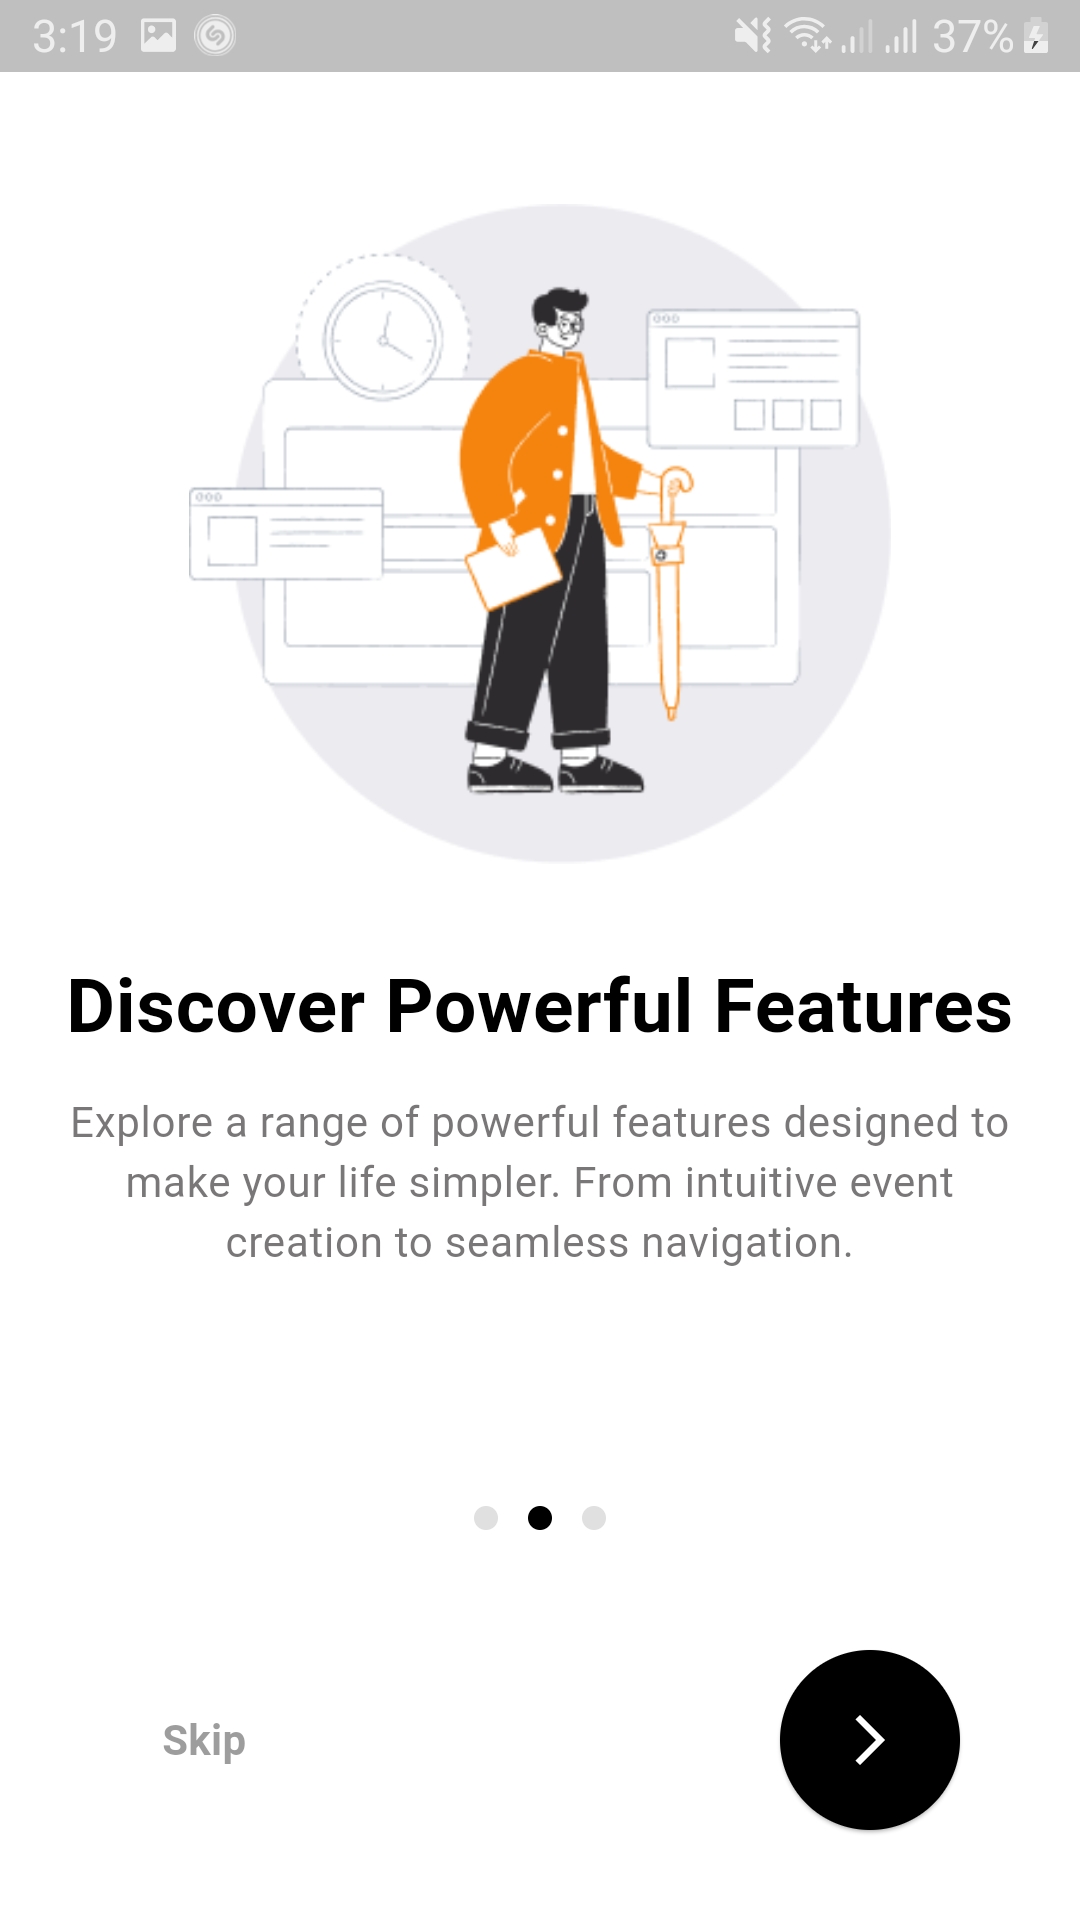 3:19 37%
Discover Powerful Features
Explore a range of powerful features designed to
make your life simpler. From intuitive event
creation to seamless navigation.
Skip